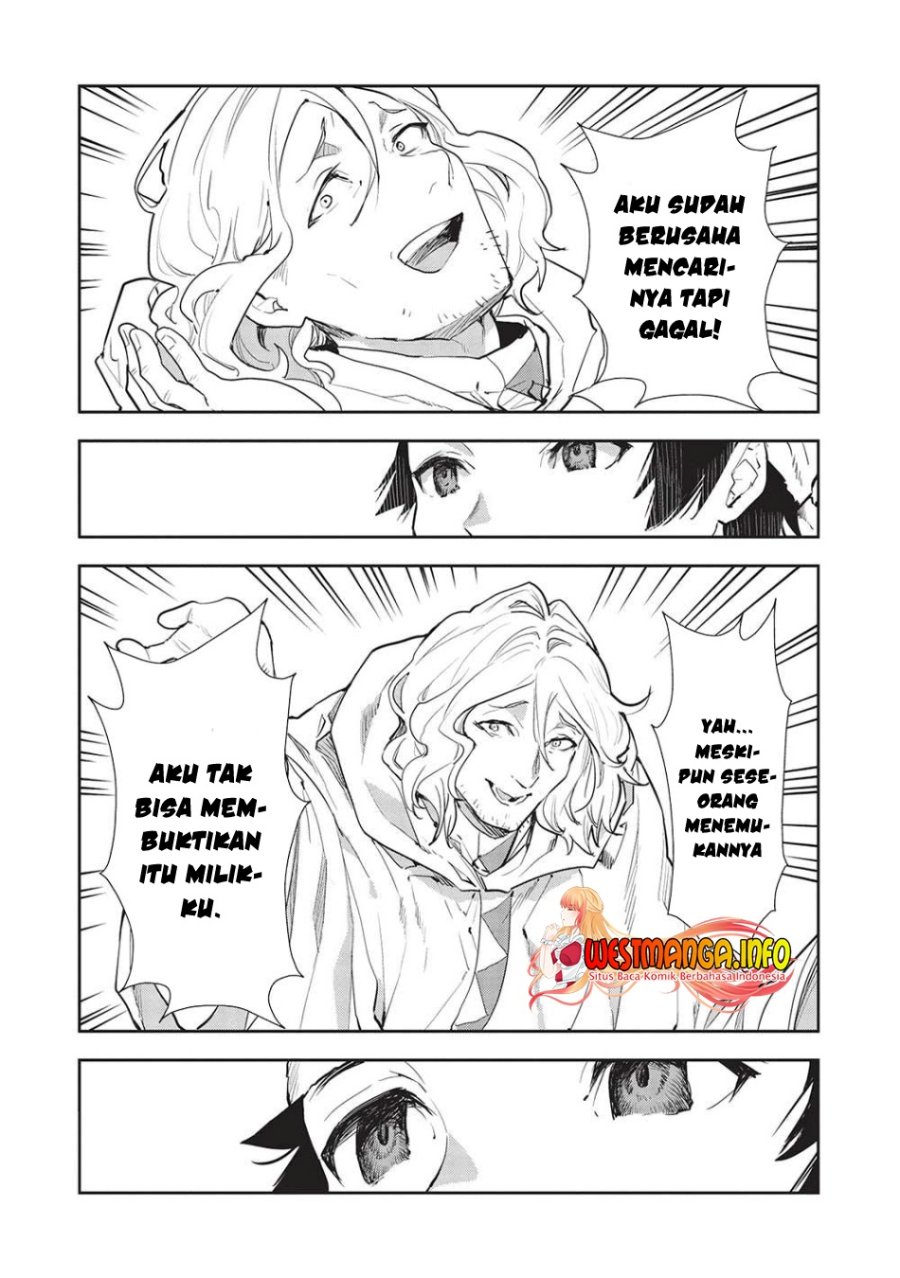 AKU SUDAH
BERUSAHA
MENCARI-
NYA TAPI
GAGAL!
YAH...
MESKI-
PUN SESE-
ORANG
MENEMU-
KANNYA
AKU TAK
BISA MEM-
BUKTIKAN
ITU MILIK-
KU.
WESTMANGA.INFO
Situs Baca Komik Berbahasa Indonesia